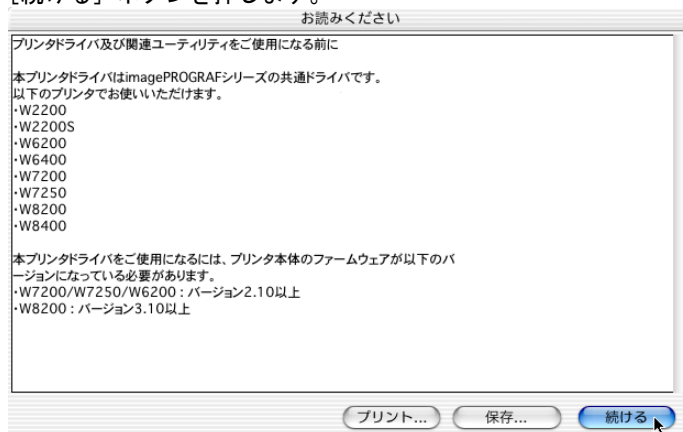 [続ける] ボタンを押します。
お読みください
プリンタドライバ及び関連ユーティリティをご使用になる前に
本プリンタドライバはimagePROGRAFシリーズの共通ドライバです。
以下のプリンタでお使いいただけます。
・W2200
・W2200S
・W6200
・W6400
・W7200
・W7250
・W8200
・W8400
本プリンタドライバをご使用になるには、プリンタ本体のファームウェアが以下のバ
ージョンになっている必要があります。
・W7200/W7250/W6200 : バージョン2.10以上
・W8200 : バージョン3.10以上
プリント... 保存... 続ける